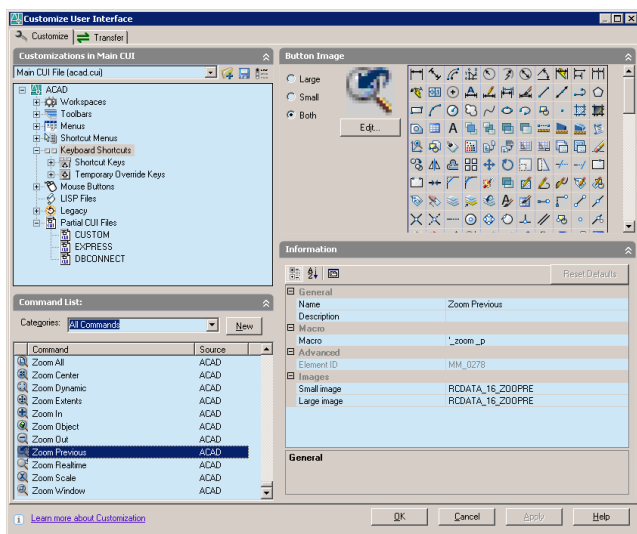 Customize User Interface
Customize
Transfer
Customizations in Main CUI
Main CUI File (acad.cui)
ACAD
Workspaces
Toolbars
Menus
Shortcut Menus
Keyboard Shortcuts
Shortcut Keys
Temporary Override Keys
Mouse Buttons
LISP Files
Legacy
Partial CUI Files
CUSTOM
EXPRESS
DBCONNECT
Command List:
Categories: All Commands New
Command Source
Zoom All ACAD
Zoom Center ACAD
Zoom Dynamic ACAD
Zoom Extents ACAD
Zoom In ACAD
Zoom Object ACAD
Zoom Out ACAD
Zoom Previous ACAD
Zoom Realtime ACAD
Zoom Scale ACAD
Zoom Window ACAD
Button Image
Large
Small
Both
Edit...
Information
Reset Defaults
General
Name Zoom Previous
Description
Macro
Macro '_zoom _p
Advanced
Element ID MM_0278
Images
Small image RCDATA_16_ZOOPRE
Large image RCDATA_16_ZOOPRE
General
Learn more about Customization
OK Cancel Apply Help